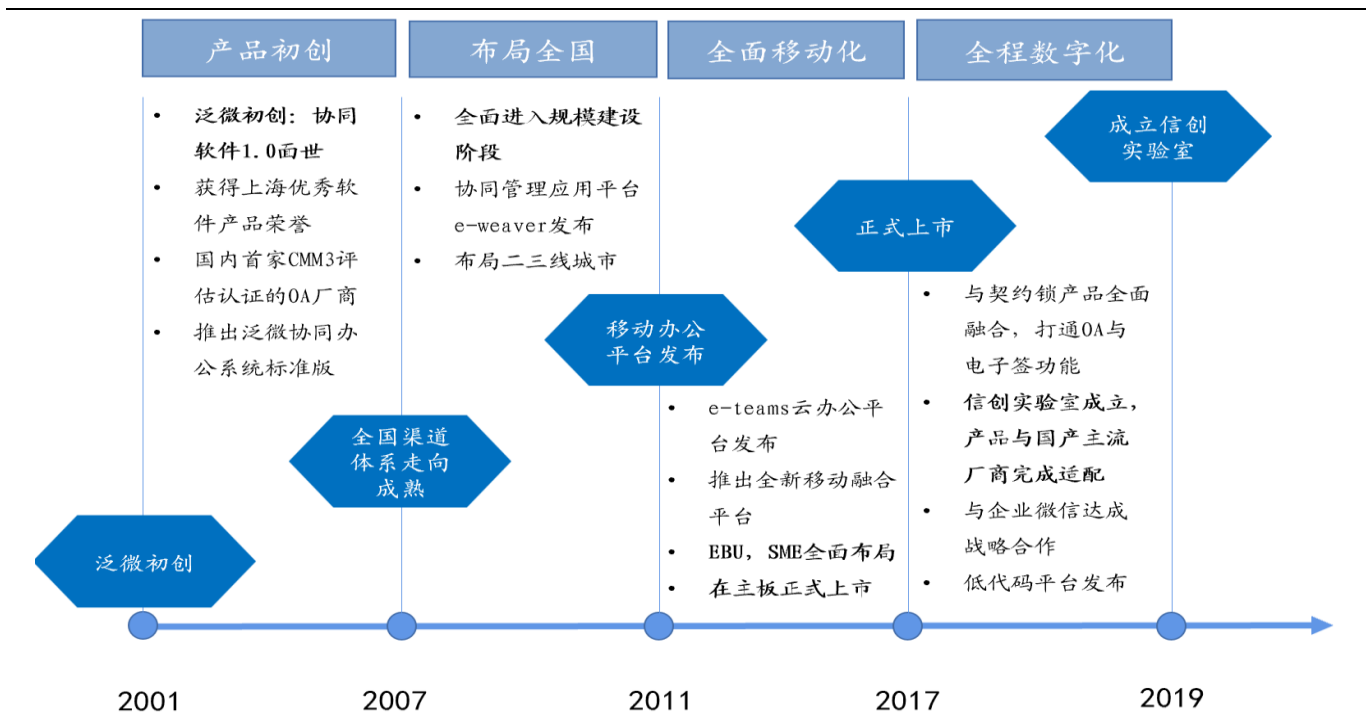 产品初创
布局全国
全面移动化
全程数字化
• 泛微初创：协同
软件1.0面世
• 获得上海优秀软
件产品荣誉
• 国内首家CMM3评
估认证的OA厂商
• 推出泛微协同办
公系统标准版
• 全面进入规模建设
阶段
• 协同管理应用平台
e-weaver发布
• 布局二三线城市
• e-teams云办公平
台发布
• 推出全新移动融合
平台
• EBU，SME全面布局
• 在主板正式上市
• 与契约锁产品全面
融合，打通OA与
电子签功能
• 信创实验室成立，
产品与国产主流
厂商完成适配
• 与企业微信达成
战略合作
• 低代码平台发布
泛微初创
全国渠道
体系走向
成熟
移动办公
平台发布
正式上市
成立信创
实验室
2001
2007
2011
2017
2019